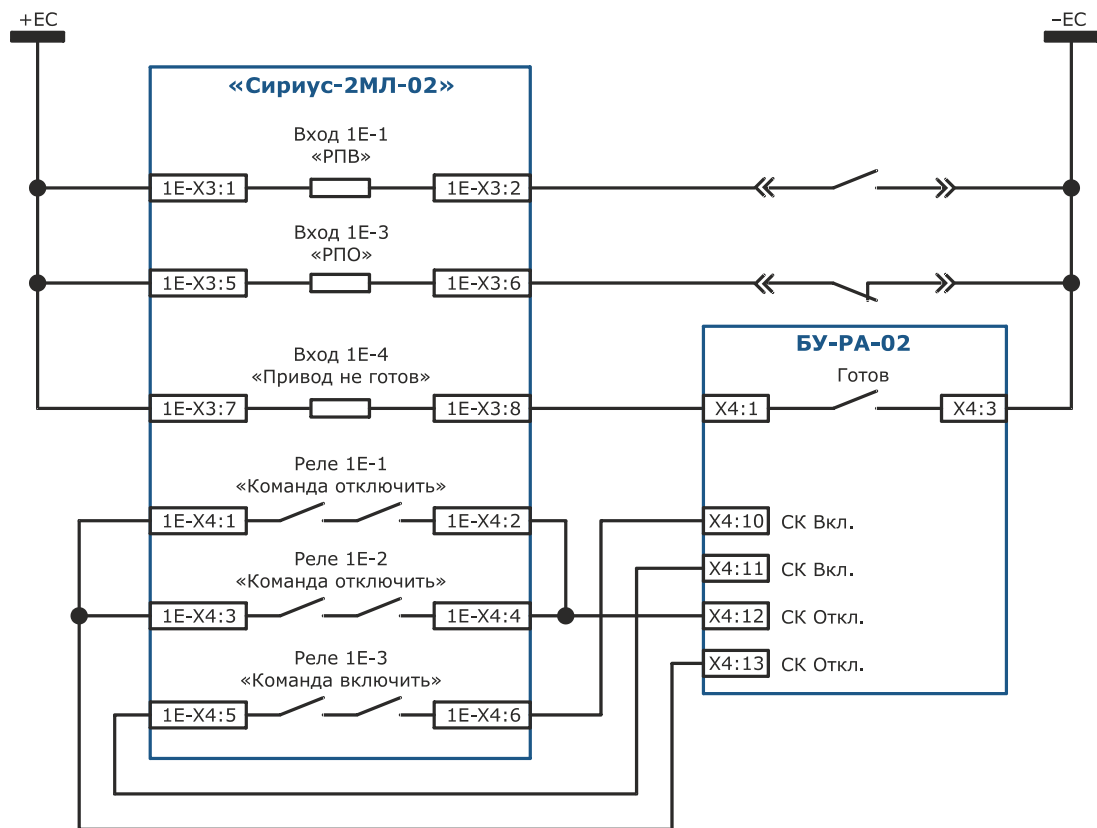 +EC
–EC
«Сириус-2МЛ-02»
Вход 1Е-1
«РПВ»
1Е-Х3:1
1Е-Х3:2
Вход 1Е-3
«РПО»
1Е-Х3:5
1Е-Х3:6
БУ-РА-02
Вход 1Е-4
«Привод не готов»
Готов
1Е-Х3:7
1Е-Х3:8
Х4:1
Х4:3
Реле 1Е-1
«Команда отключить»
1Е-Х4:1
1Е-Х4:2
Х4:10 СК Вкл.
Реле 1Е-2
«Команда отключить»
Х4:11 СК Вкл.
1Е-Х4:3
1Е-Х4:4
Х4:12 СК Откл.
Реле 1Е-3
«Команда включить»
Х4:13 СК Откл.
1Е-Х4:5
1Е-Х4:6